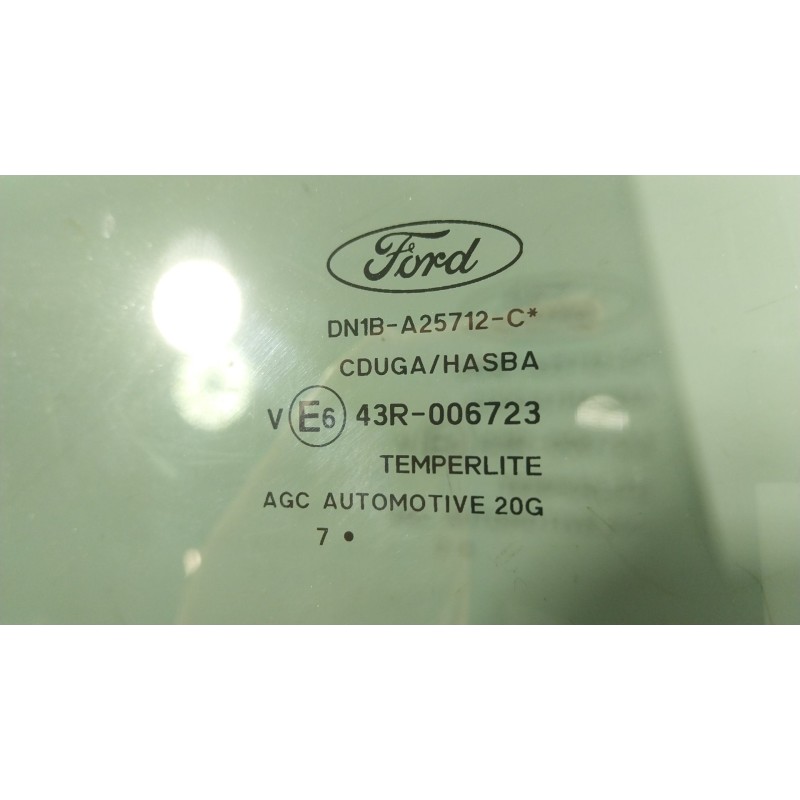 Ford
DN1B-A25712-C*
CDUGA/HASBA
V E6 43R-006723
TEMPERLITE
AGC AUTOMOTIVE 20G
7 •